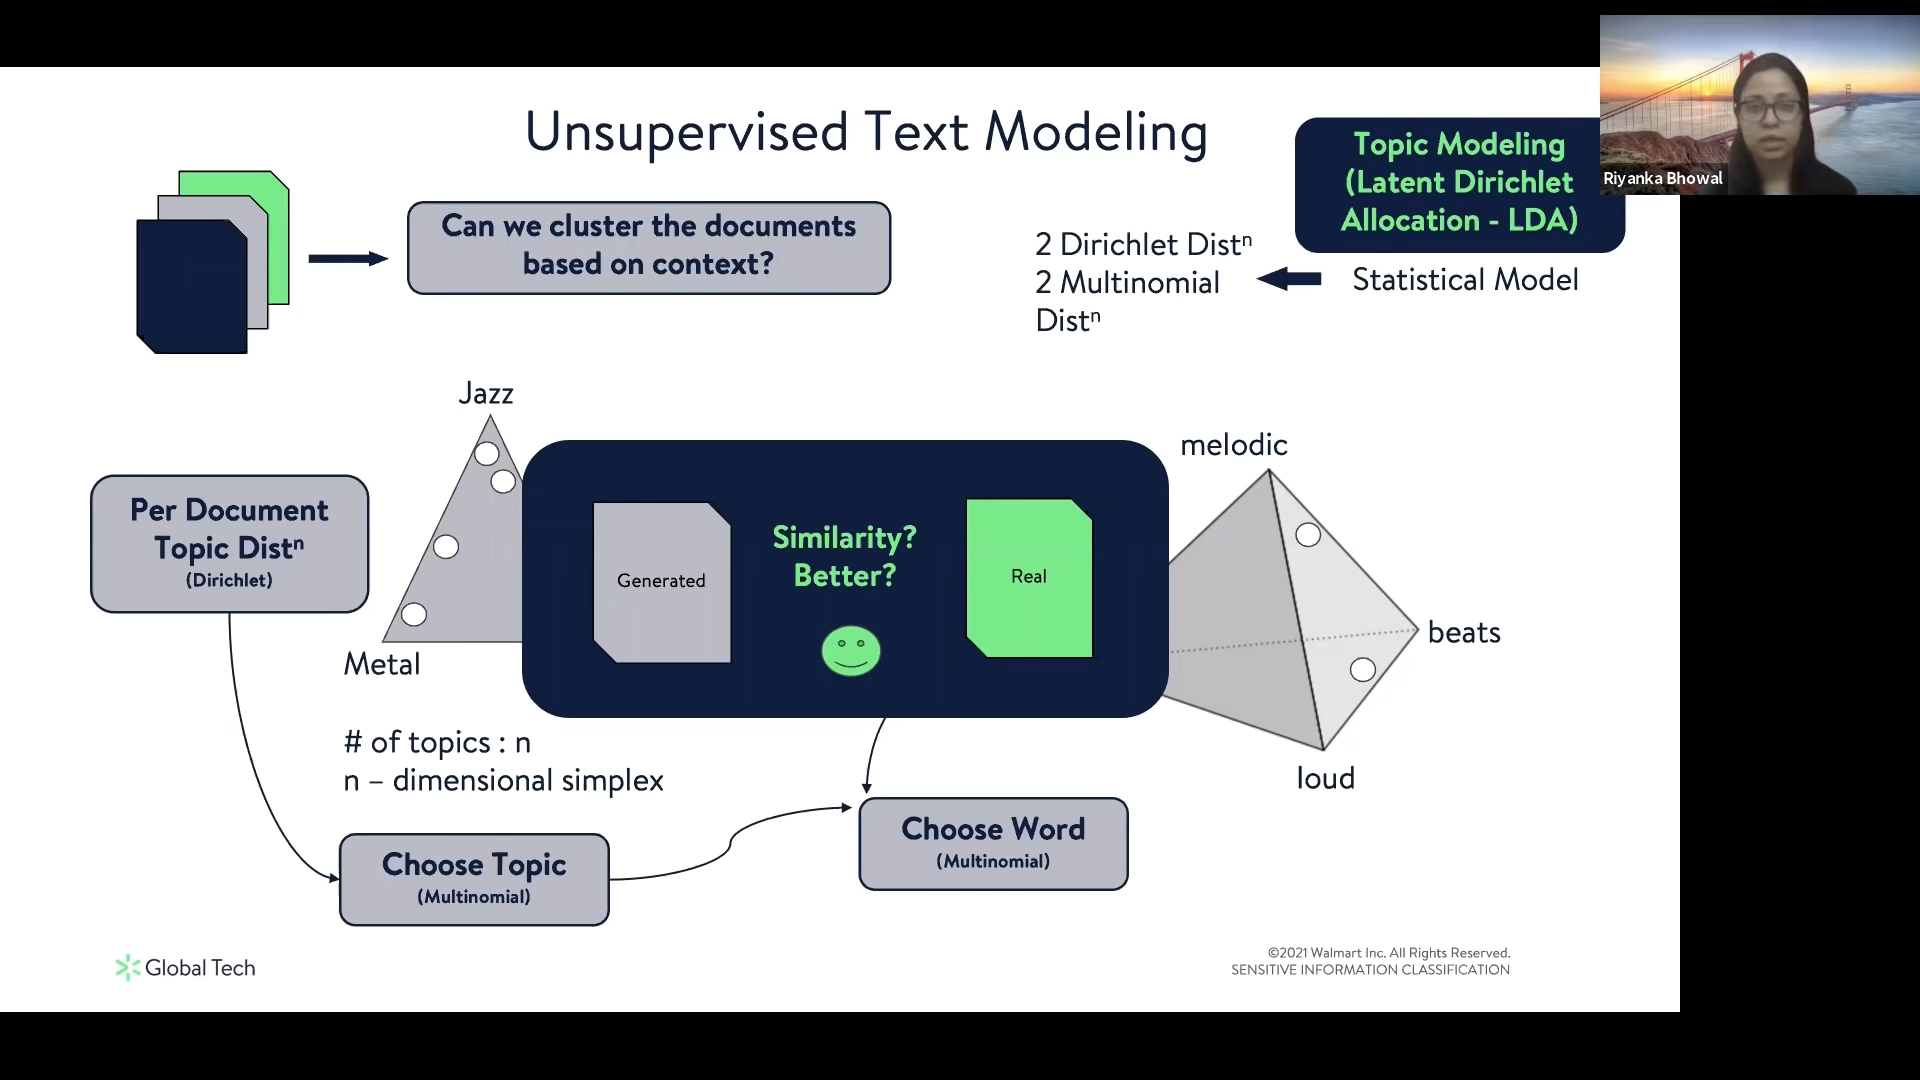 Unsupervised Text Modeling
Topic Modeling
(Latent Dirichlet
Allocation - LDA)
Riyanka Bhowal
Can we cluster the documents
based on context?
2 Dirichlet Distⁿ
2 Multinomial
Distⁿ
Statistical Model
Jazz
Metal
Per Document
Topic Distⁿ
(Dirichlet)
Generated
Similarity?
Better?
Real
melodic
beats
loud
# of topics : n
n – dimensional simplex
Choose Topic
(Multinomial)
Choose Word
(Multinomial)
Global Tech
©2021 Walmart Inc. All Rights Reserved.
SENSITIVE INFORMATION CLASSIFICATION